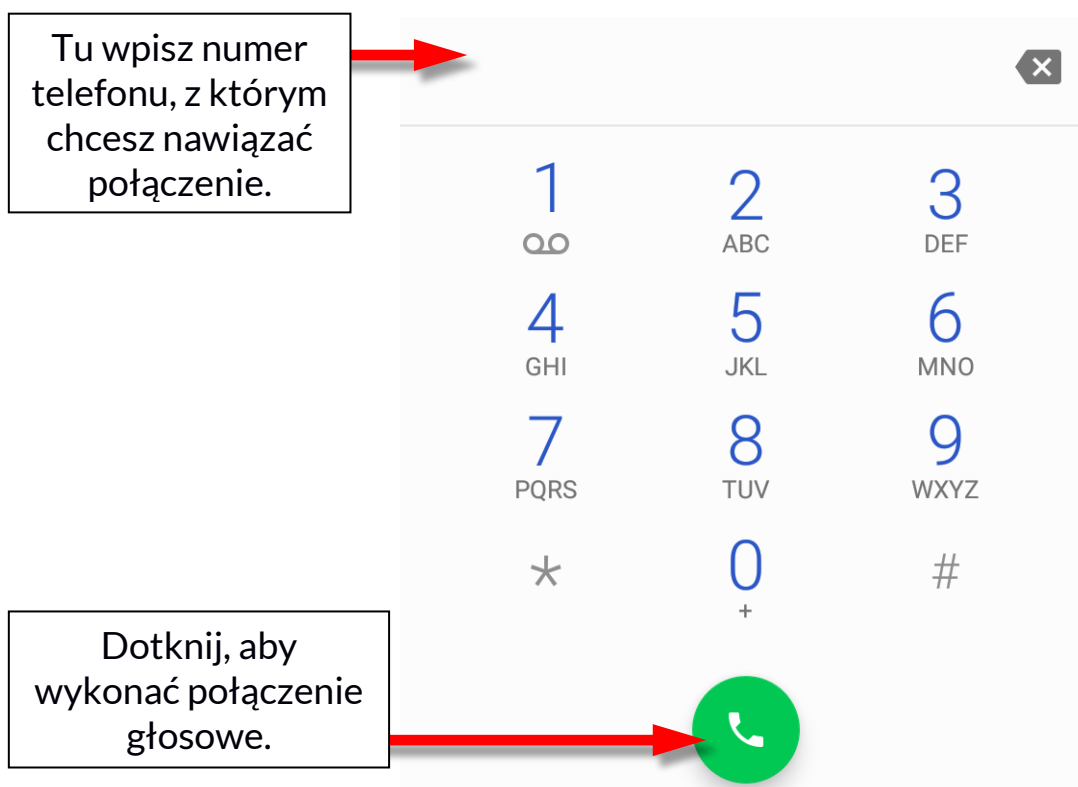 Tu wpisz numer
telefonu, z którym
chcesz nawiązać
połączenie.
1 2 3
ABC DEF
4 5 6
GHI JKL MNO
7 8 9
PQRS TUV WXYZ
* 0 #
+
Dotknij, aby
wykonać połączenie
głosowe.